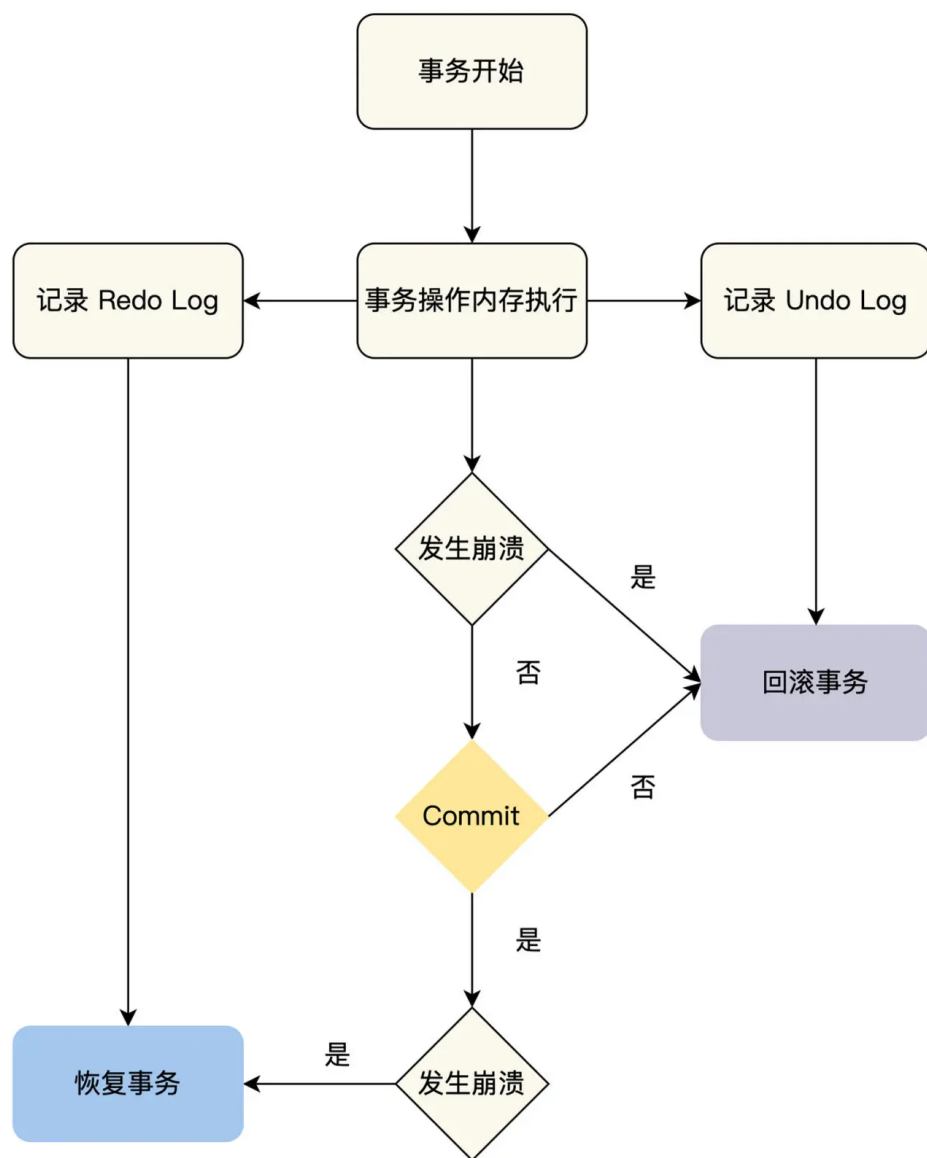 事务开始
记录 Redo Log
事务操作内存执行
记录 Undo Log
发生崩溃
是
否
回滚事务
Commit
否
是
恢复事务
是
发生崩溃